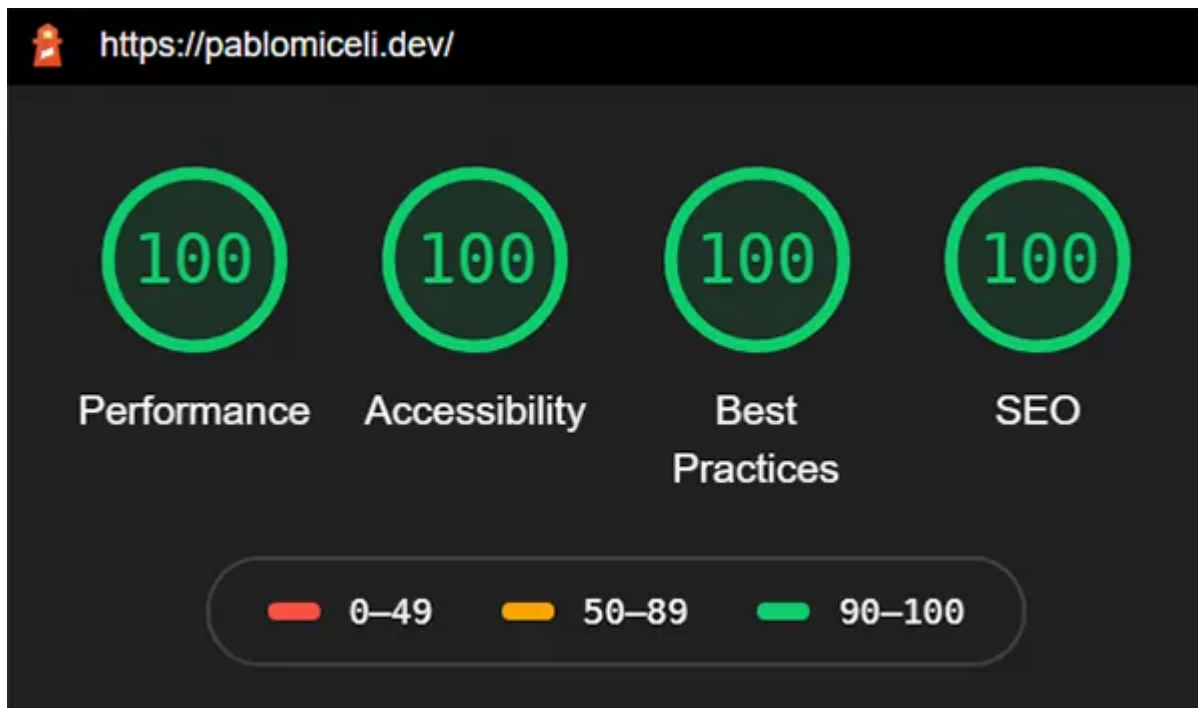 https://pablomiceli.dev/
100 100 100 100
Performance Accessibility Best Practices SEO
0–49 50–89 90–100